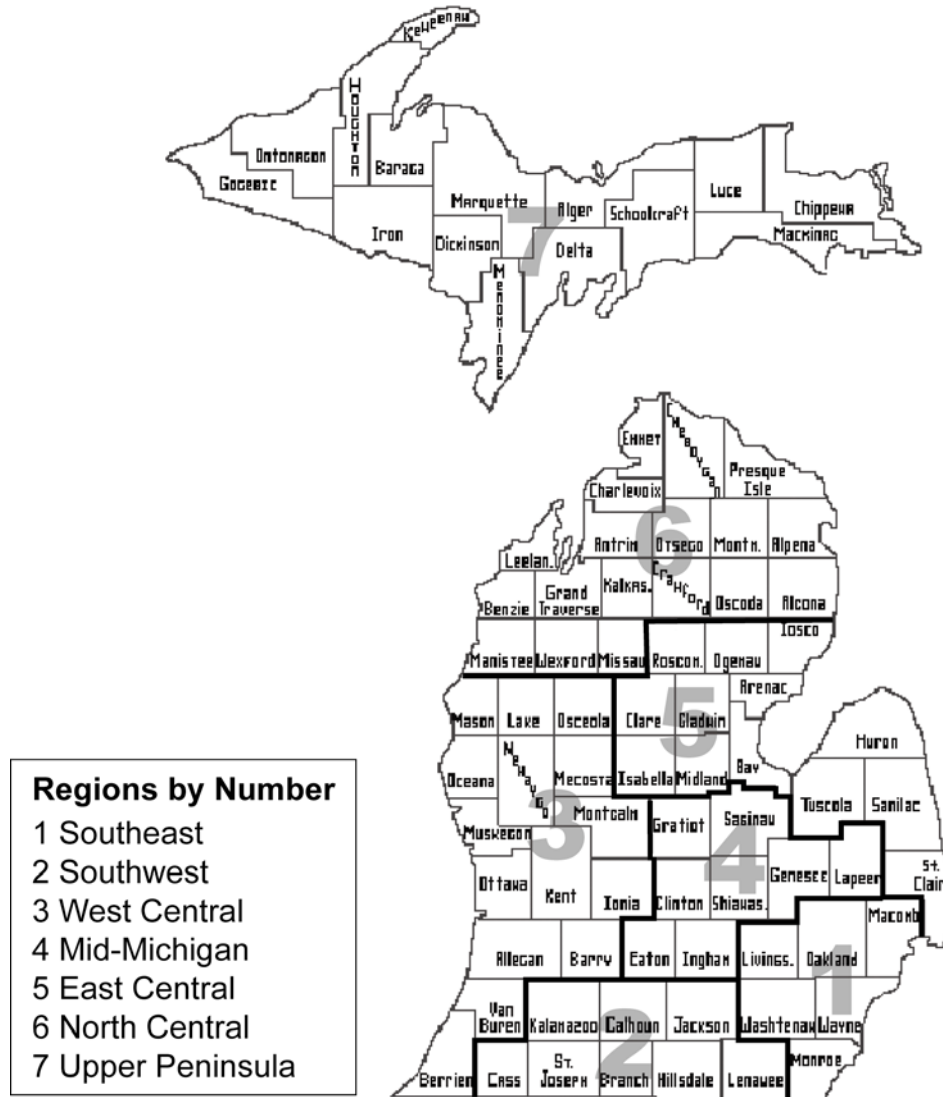 Keweenaw
Houghton
Ontonagon
Baraga
Gogebic
Marquette
Alger
Luce
Schoolcraft
Chippewa
Iron
Dickinson
7
Delta
Mackinac
Menominee
Emmet
Cheboygan
Presque
Isle
Charlevoix
6
Antrim
Otsego
Montm.
Alpena
Leelan.
Kalkas.
Crawford
Grand
Traverse
Benzie
Oscoda
Alcona
Iosco
Manistee
Wexford
Missau
Roscom.
Ogemaw
Arenac
5
Mason
Lake
Osceola
Clare
Gladwin
Huron
Newaygo
Oceana
Mecosta
Isabella
Midland
Bay
3
Montcalm
Tuscola
Sanilac
Muskegon
Gratiot
Saginaw
4
Ottawa
Kent
Ionia
Clinton
Shiawas.
Genesee
Lapeer
St.
Clair
Macomb
Allegan
Barry
Eaton
Ingham
Livings.
Oakland
1
Van
Buren
Kalamazoo
Calhoun
Jackson
Washtenaw
Wayne
2
Berrien
Cass
St.
Joseph
Branch
Hillsdale
Lenawee
Monroe
Regions by Number
1 Southeast
2 Southwest
3 West Central
4 Mid-Michigan
5 East Central
6 North Central
7 Upper Peninsula